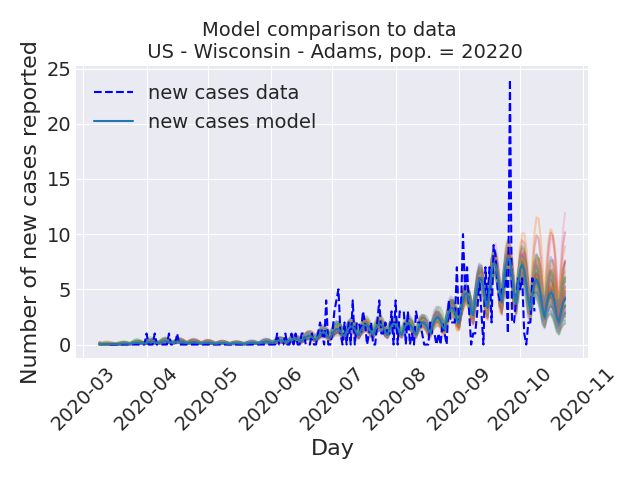 Model comparison to data
US - Wisconsin - Adams, pop. = 20220
new cases data
new cases model
Number of new cases reported
25
20
15
10
5
0
2020-03
2020-04
2020-05
2020-06
2020-07
2020-08
2020-09
2020-10
2020-11
Day